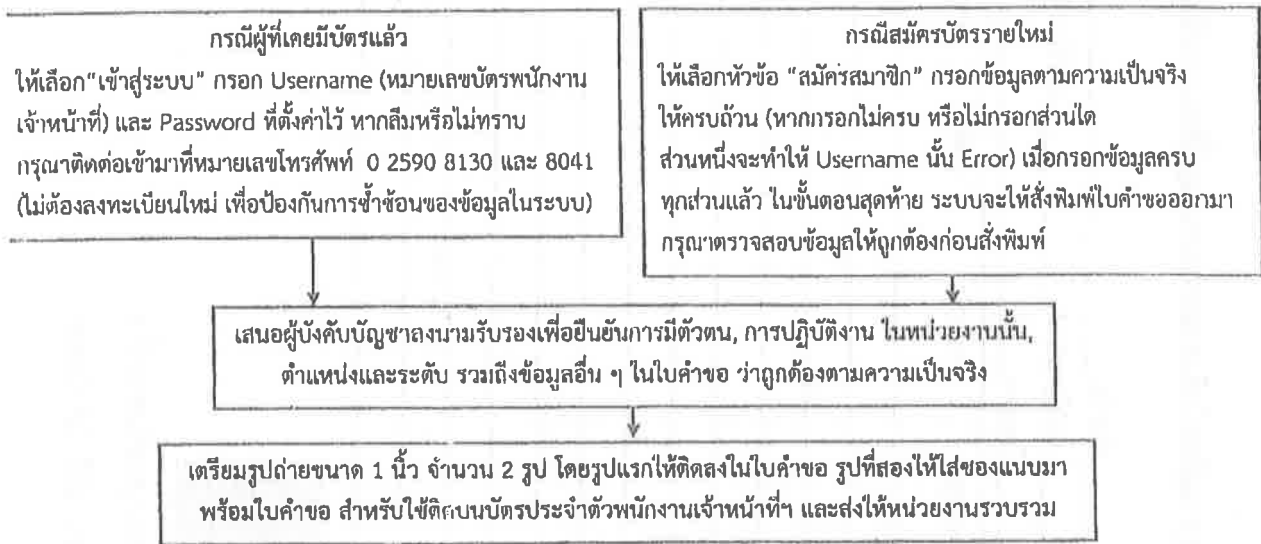 กรณีผู้ที่เคยมีบัตรแล้ว
ให้เลือก"เข้าสู่ระบบ" กรอก Username (หมายเลขบัตรพนักงาน
เจ้าหน้าที่) และ Password ที่ตั้งค่าไว้ หากลืมหรือไม่ทราบ
กรุณาติดต่อเข้ามาที่หมายเลขโทรศัพท์ 0 2590 8130 และ 8041
(ไม่ต้องลงทะเบียนใหม่ เพื่อป้องกันการซ้ำซ้อนของข้อมูลในระบบ)
กรณีสมัครบัตรรายใหม่
ให้เลือกหัวข้อ "สมัครสมาชิก" กรอกข้อมูลตามความเป็นจริง
ให้ครบถ้วน (หากกรอกไม่ครบ หรือไม่กรอกส่วนใด
ส่วนหนึ่งจะทำให้ Username นั้น Error) เมื่อกรอกข้อมูลครบ
ทุกส่วนแล้ว ในขั้นตอนสุดท้าย ระบบจะให้สั่งพิมพ์ใบคำขอออกมา
กรุณาตรวจสอบข้อมูลให้ถูกต้องก่อนสั่งพิมพ์
เสนอผู้บังคับบัญชาลงนามรับรองเพื่อยืนยันการมีตัวตน, การปฏิบัติงาน ในหน่วยงานนั้น,
ตำแหน่งและระดับ รวมถึงข้อมูลอื่น ๆ ในใบคำขอ ว่าถูกต้องตามความเป็นจริง
เตรียมรูปถ่ายขนาด 1 นิ้ว จำนวน 2 รูป โดยรูปแรกให้ติดลงในใบคำขอ รูปที่สองให้ใส่ซองแนบมา
พร้อมใบคำขอ สำหรับใช้ติดบนบัตรประจำตัวพนักงานเจ้าหน้าที่ฯ และส่งให้หน่วยงานรวบรวม